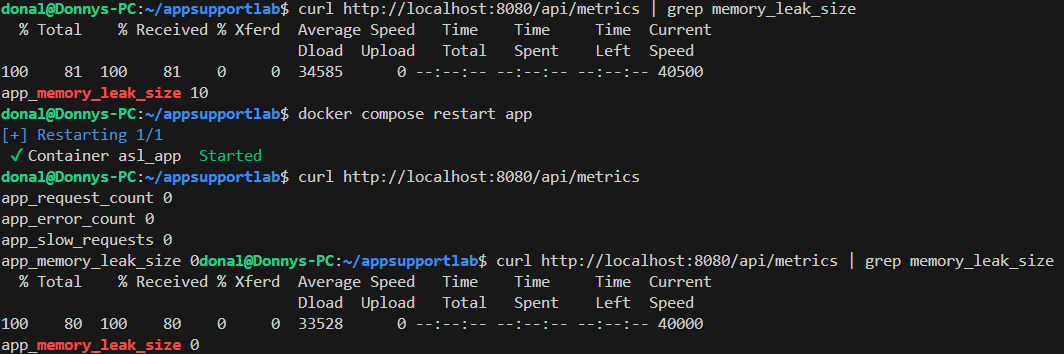 donal@Donnys-PC:~/appsupportlab$ curl http://localhost:8080/api/metrics | grep memory_leak_size
  % Total    % Received % Xferd  Average Speed   Time    Time     Time  Current
                                 Dload  Upload   Total   Spent    Left  Speed
100    81  100    81    0     0  34585      0 --:--:-- --:--:-- --:--:-- 40500
app_memory_leak_size 10
donal@Donnys-PC:~/appsupportlab$ docker compose restart app
[+] Restarting 1/1
 ✔ Container asl_app  Started
donal@Donnys-PC:~/appsupportlab$ curl http://localhost:8080/api/metrics
app_request_count 0
app_error_count 0
app_slow_requests 0
app_memory_leak_size 0donal@Donnys-PC:~/appsupportlab$ curl http://localhost:8080/api/metrics | grep memory_leak_size
  % Total    % Received % Xferd  Average Speed   Time    Time     Time  Current
                                 Dload  Upload   Total   Spent    Left  Speed
100    80  100    80    0     0  33528      0 --:--:-- --:--:-- --:--:-- 40000
app_memory_leak_size 0